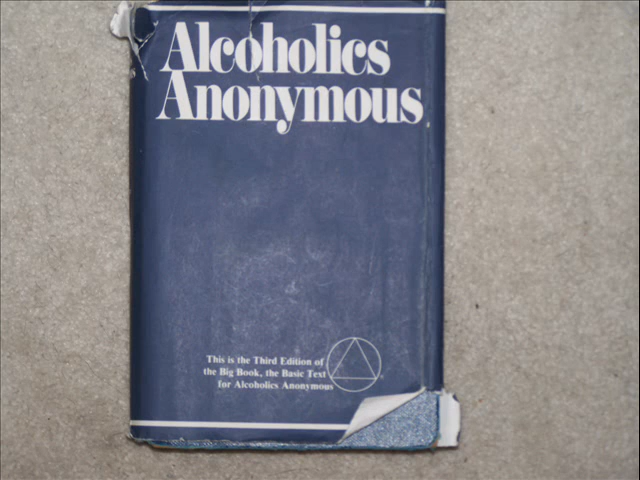 Alcoholics
Anonymous
This is the Third Edition of
the Big Book, the Basic Text
for Alcoholics Anonymous